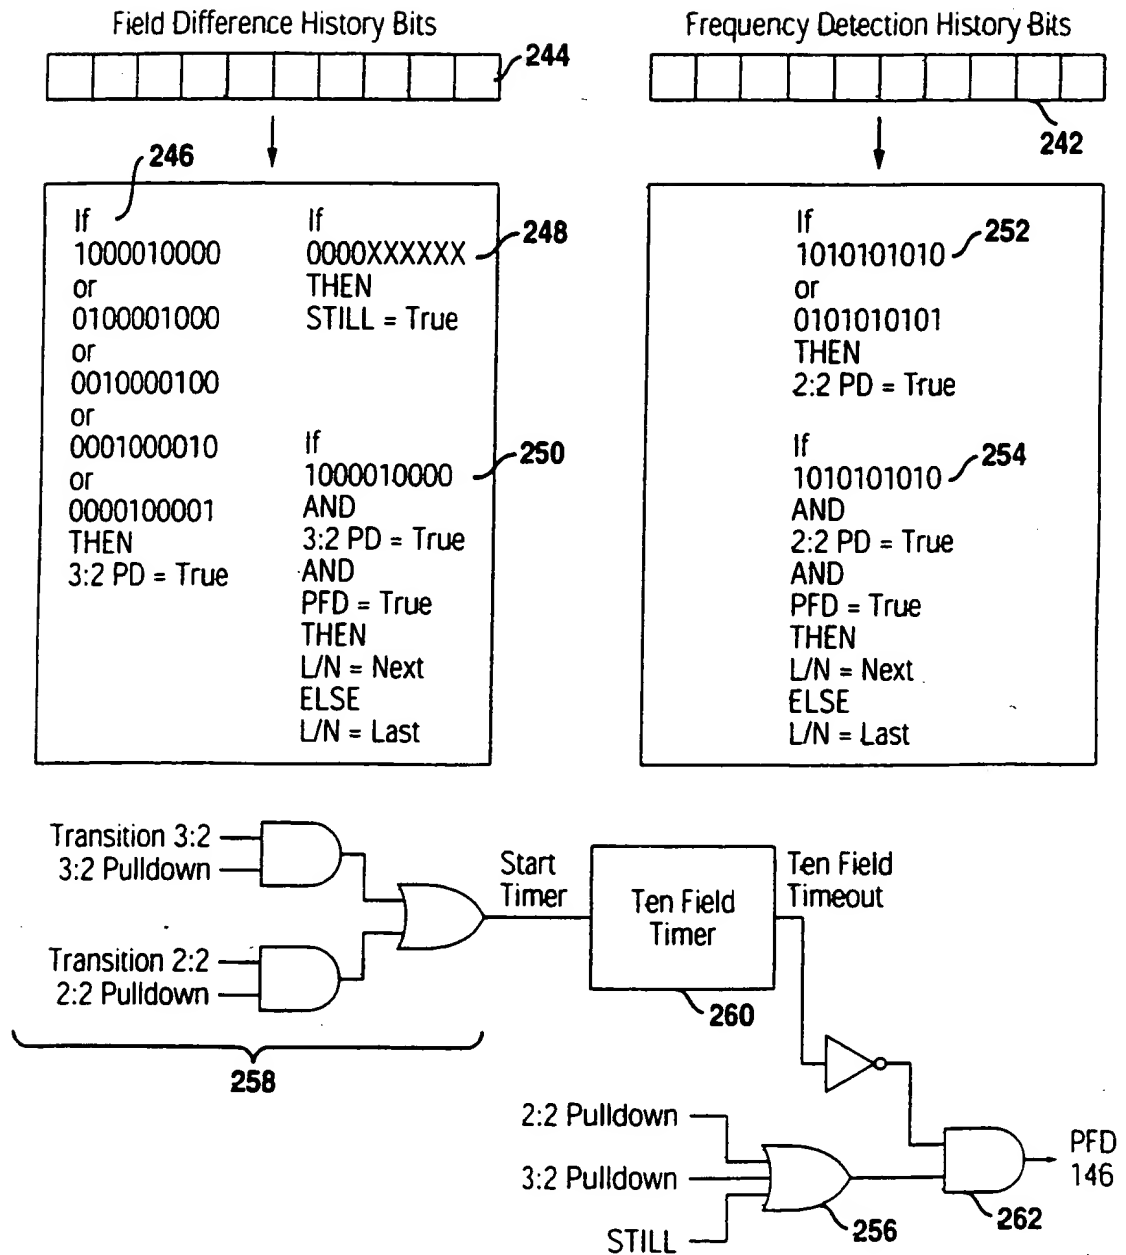 Field Difference History Bits
244
246
If
1000010000
or
0100001000
or
0010000100
or
0001000010
or
0000100001
THEN
3:2 PD = True
If
0000XXXXXX
248
THEN
STILL = True
If
1000010000
250
AND
3:2 PD = True
AND
PFD = True
THEN
L/N = Next
ELSE
L/N = Last
Frequency Detection History Bits
242
If
1010101010
252
or
0101010101
THEN
2:2 PD = True
If
1010101010
254
AND
2:2 PD = True
AND
PFD = True
THEN
L/N = Next
ELSE
L/N = Last
Transition 3:2
3:2 Pulldown
Transition 2:2
2:2 Pulldown
258
Start
Timer
Ten Field
Timer
260
Ten Field
Timeout
2:2 Pulldown
3:2 Pulldown
STILL
256
262
PFD
146